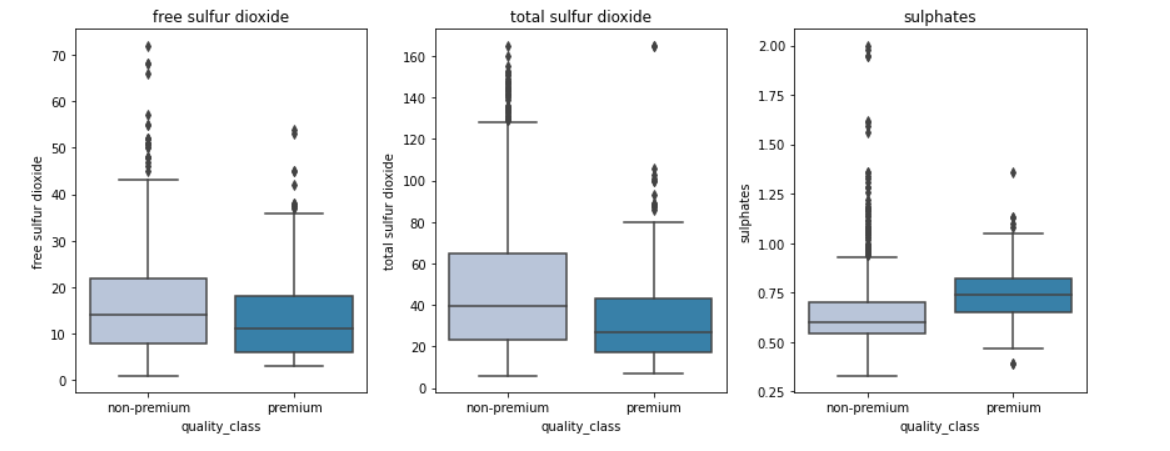 free sulfur dioxide
free sulfur dioxide
70
60
50
40
30
20
10
0
non-premium
premium
quality_class
total sulfur dioxide
total sulfur dioxide
160
140
120
100
80
60
40
20
0
non-premium
premium
quality_class
sulphates
sulphates
2.00
1.75
1.50
1.25
1.00
0.75
0.50
0.25
non-premium
premium
quality_class